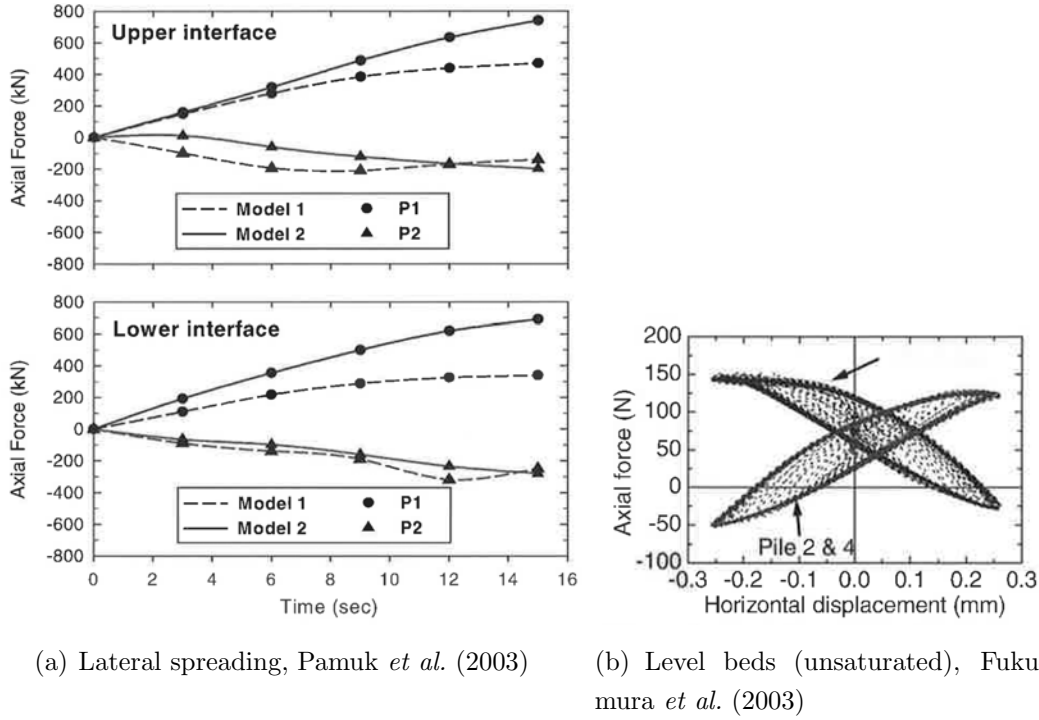 800
600
400
200
0
-200
-400
-600
-800
Axial Force (kN)
Upper interface
Model 1 P1
Model 2 P2
800
600
400
200
0
-200
-400
-600
-800
Axial Force (kN)
Lower interface
Model 1 P1
Model 2 P2
0 2 4 6 8 10 12 14 16
Time (sec)
200
150
100
50
0
-50
-100
Axial force (N)
Pile 2 & 4
-0.3 -0.2 -0.1 0.0 0.1 0.2 0.3
Horizontal displacement (mm)
(a) Lateral spreading, Pamuk et al. (2003)
(b) Level beds (unsaturated), Fuku
mura et al. (2003)